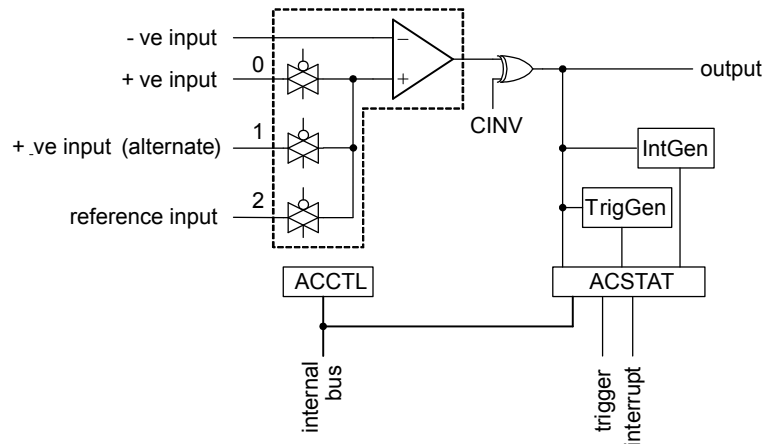 - ve input
0
+ ve input
1
+ ve input (alternate)
2
reference input
−
+
CINV
output
IntGen
TrigGen
ACCTL
ACSTAT
internal
bus
trigger
interrupt